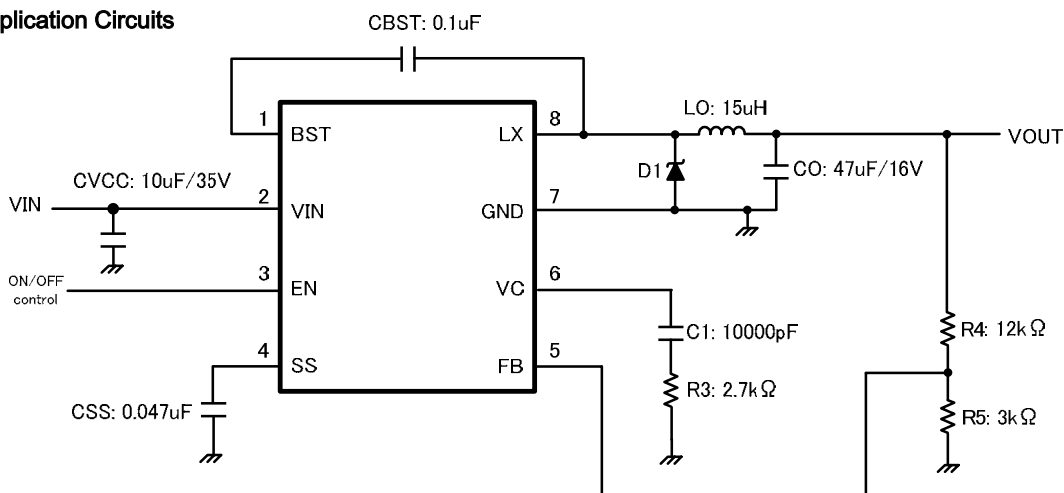 plication Circuits
CBST: 0.1uF
1
BST
LX
8
LO: 15uH
VOUT
D1
CO: 47uF/16V
CVCC: 10uF/35V
VIN
2
VIN
GND
7
ON/OFF
control
3
EN
VC
6
C1: 10000pF
R4: 12kΩ
4
SS
FB
5
R3: 2.7kΩ
CSS: 0.047uF
R5: 3kΩ